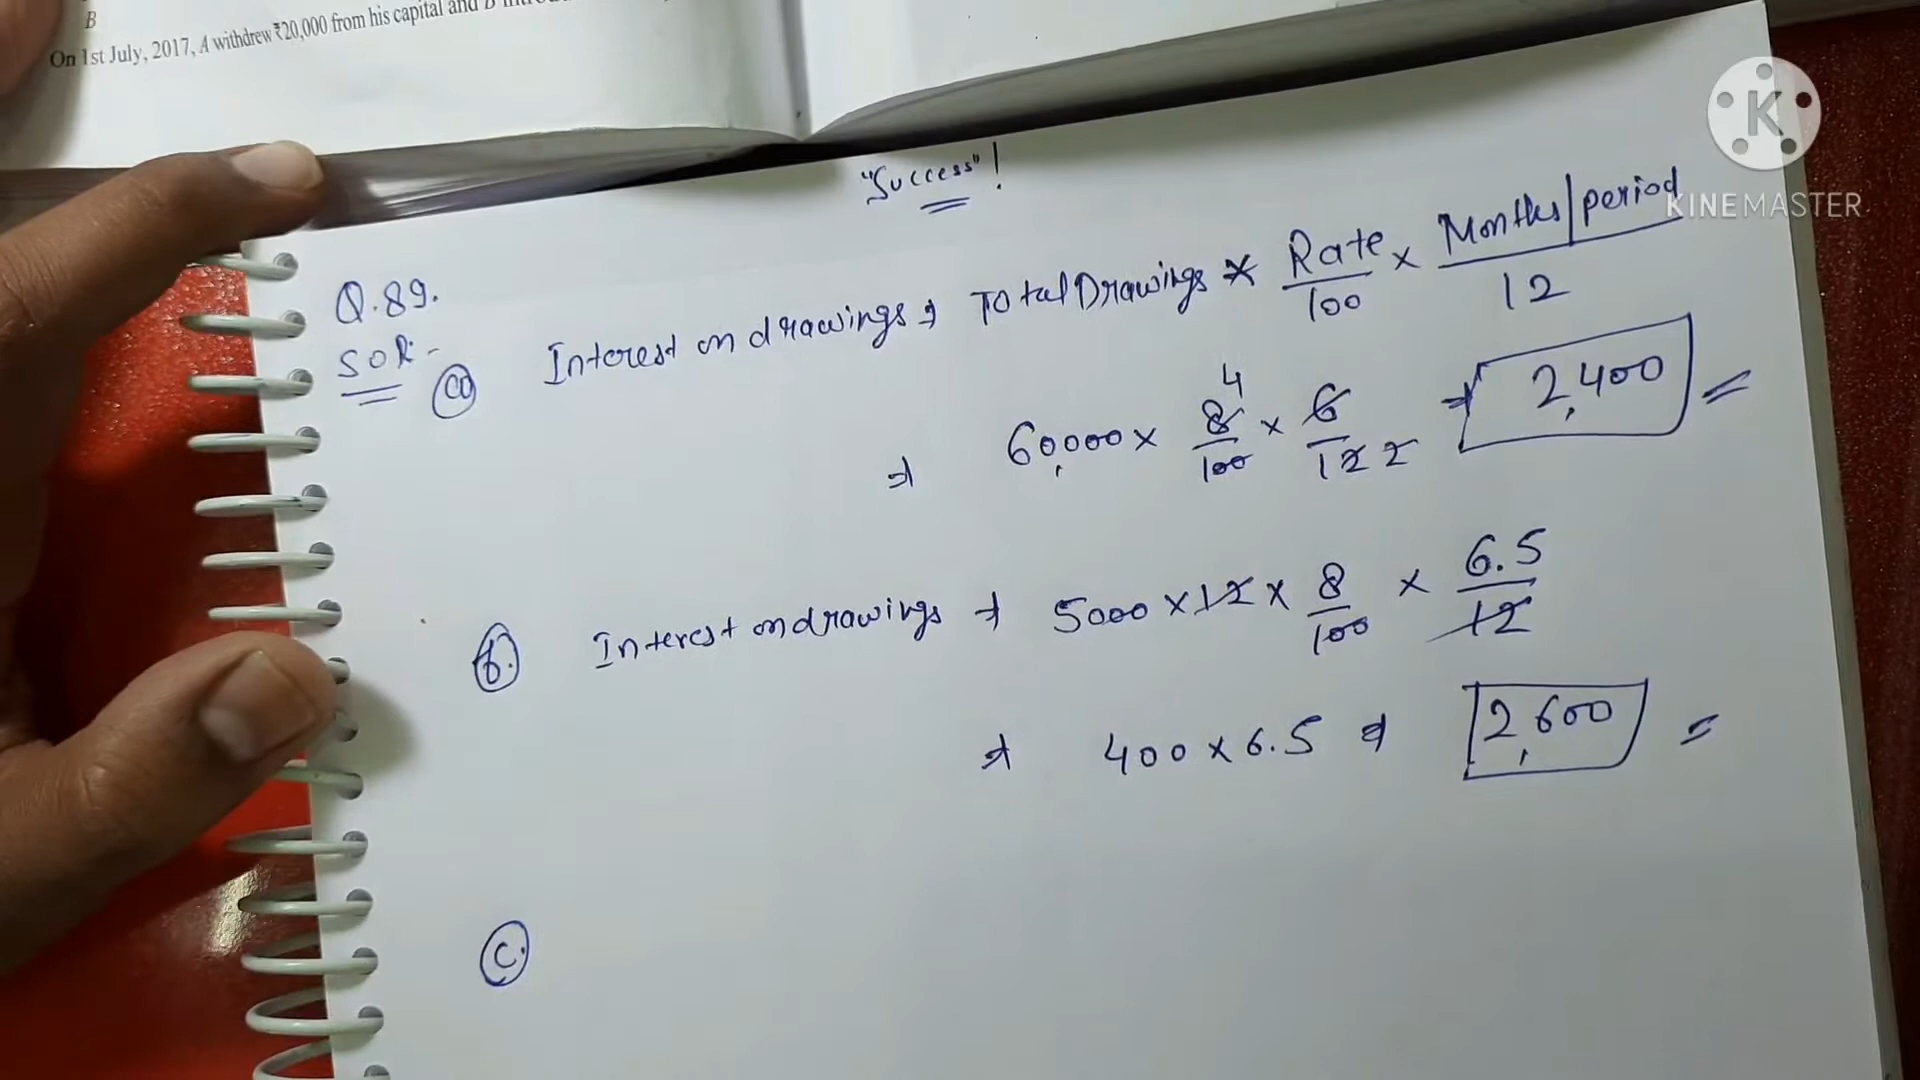 B
On 1st July, 2017, A withdrew ₹20,000 from his capital and B
"Success"!
K
KINEMASTER
Q.89.
Sol-
(a) Interest on drawings ⇒ Total Drawings × Rate/100 × Months/period/12
⇒ 60,000 × 8/100 × 6/12 4 2 ⇒ 2,400 =
(b.) Interest on drawings ⇒ 5000 × 12 × 8/100 × 6.5/12
⇒ 400 × 6.5 ⇒ 2,600 =
(c.)